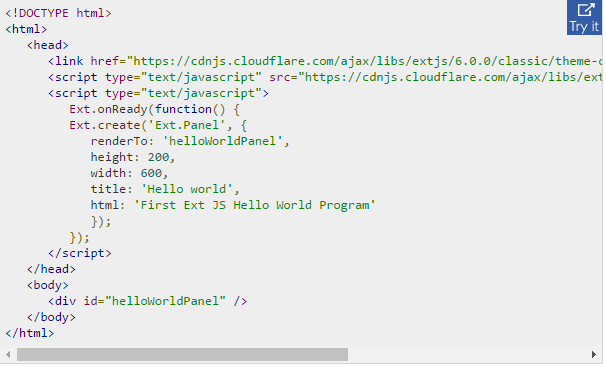 <!DOCTYPE html>
Try it
<html>
<head>
<link href="https://cdnjs.cloudflare.com/ajax/libs/extjs/6.0.0/classic/theme-c
<script type="text/javascript" src="https://cdnjs.cloudflare.com/ajax/libs/ext
<script type="text/javascript">
Ext.onReady(function() {
Ext.create('Ext.Panel', {
renderTo: 'helloWorldPanel',
height: 200,
width: 600,
title: 'Hello world',
html: 'First Ext JS Hello World Program'
});
});
</script>
</head>
<body>
<div id="helloWorldPanel" />
</body>
</html>